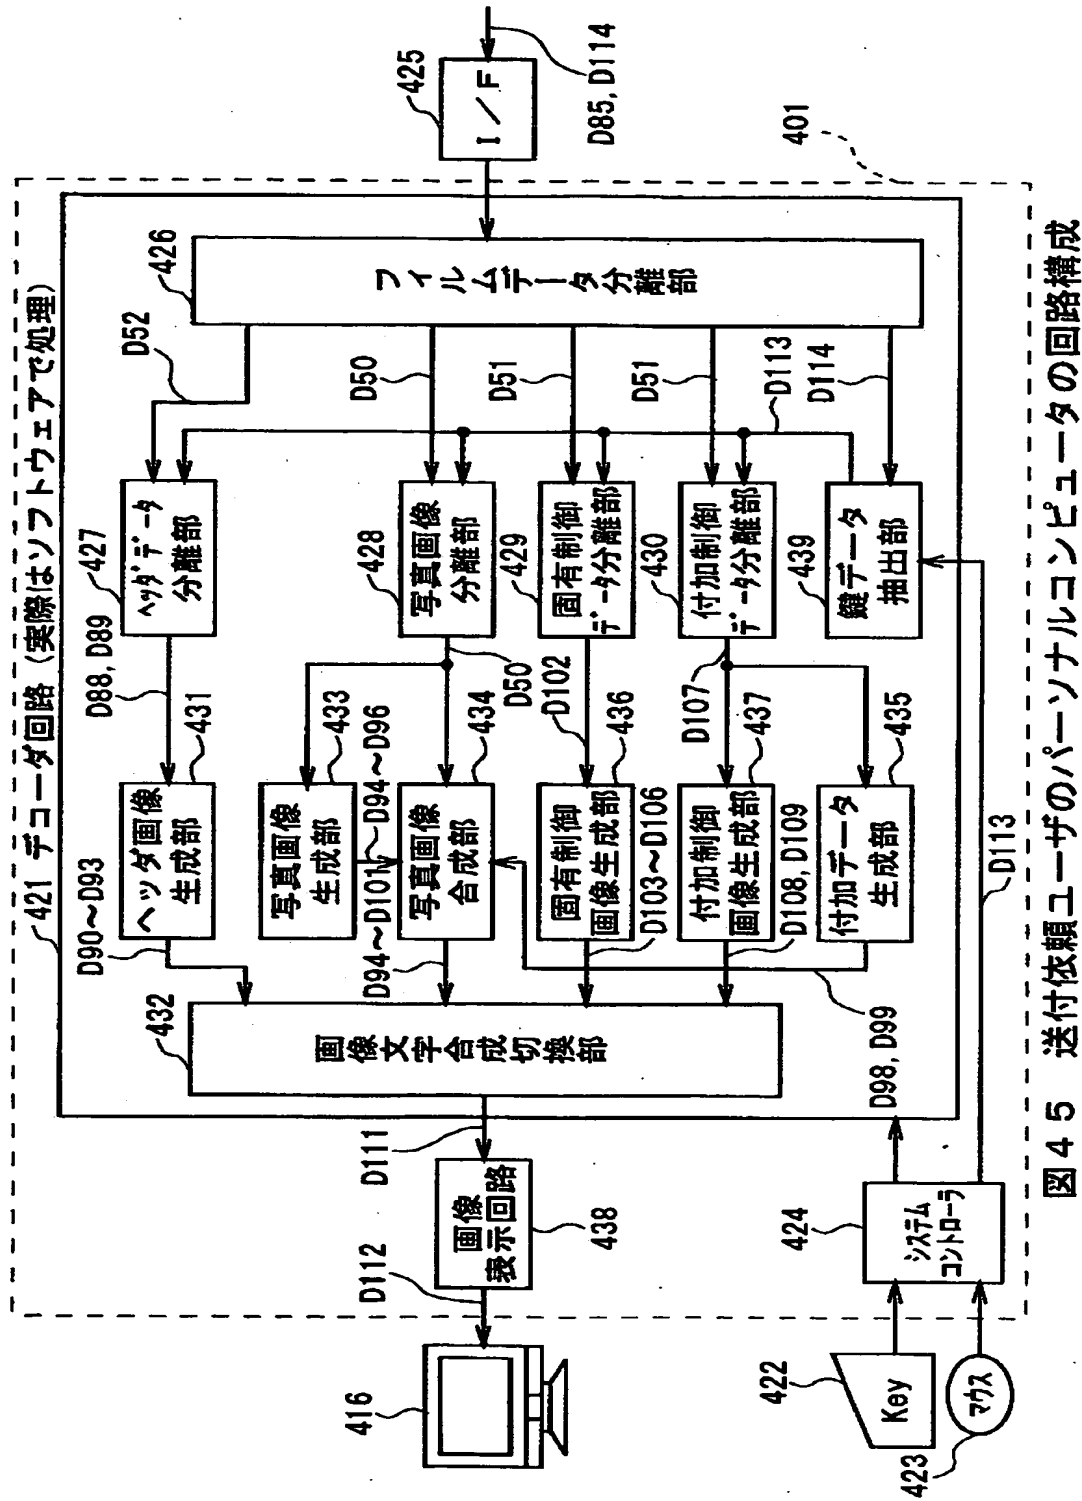 421 デコーダ回路(実際はソフトウェアで処理)
D90～D93
D88, D89
D52
427
ヘッダデータ
分離部
431
ヘッダ画像
生成部
432
画像文字合成切換部
426
フィルムデータ分離部
425
I/F
D85, D114
401
D50
428
写真画像
分離部
D50
433
写真画像
生成部
D94～D101
D94～D96
434
写真画像
合成部
D94～D101
D51
429
固有制御
データ分離部
D102
436
固有制御
画像生成部
D103～D106
D51
430
付加制御
データ分離部
D107
437
付加制御
画像生成部
D108, D109
D113
D114
439
鍵データ
抽出部
435
付加データ
生成部
D98, D99
D113
D111
438
画像
表示回路
D112
416
424
システム
コントローラ
422
Key
423
マウス
図45 送付依頼ユーザのパーソナルコンピュータの回路構成